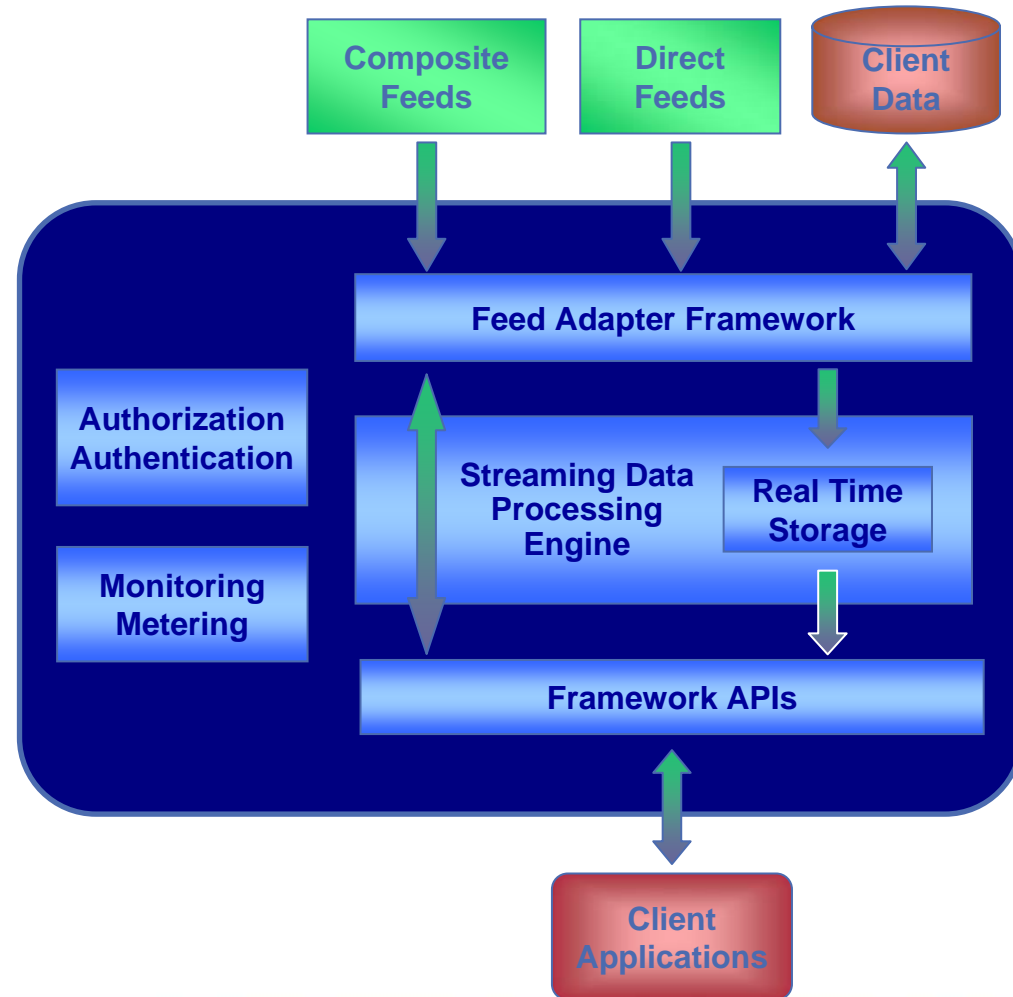 Composite
Feeds
Direct
Feeds
Client
Data
Feed Adapter Framework
Authorization
Authentication
Streaming Data
Processing
Engine
Real Time
Storage
Monitoring
Metering
Framework APIs
Client
Applications